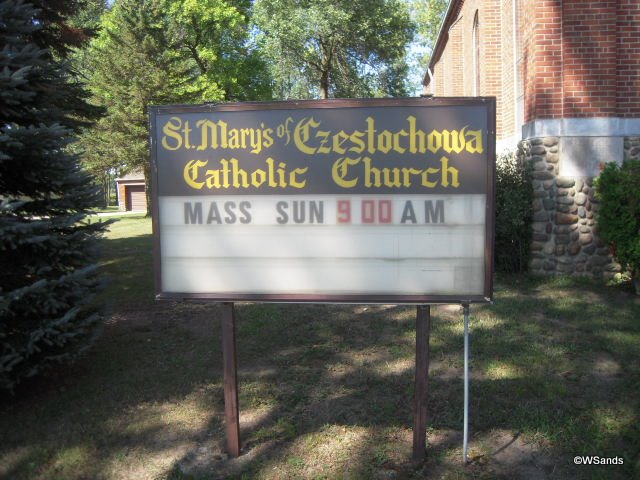 St. Mary's of Czestochowa
Catholic Church
MASS SUN 9 00 AM
©WSands